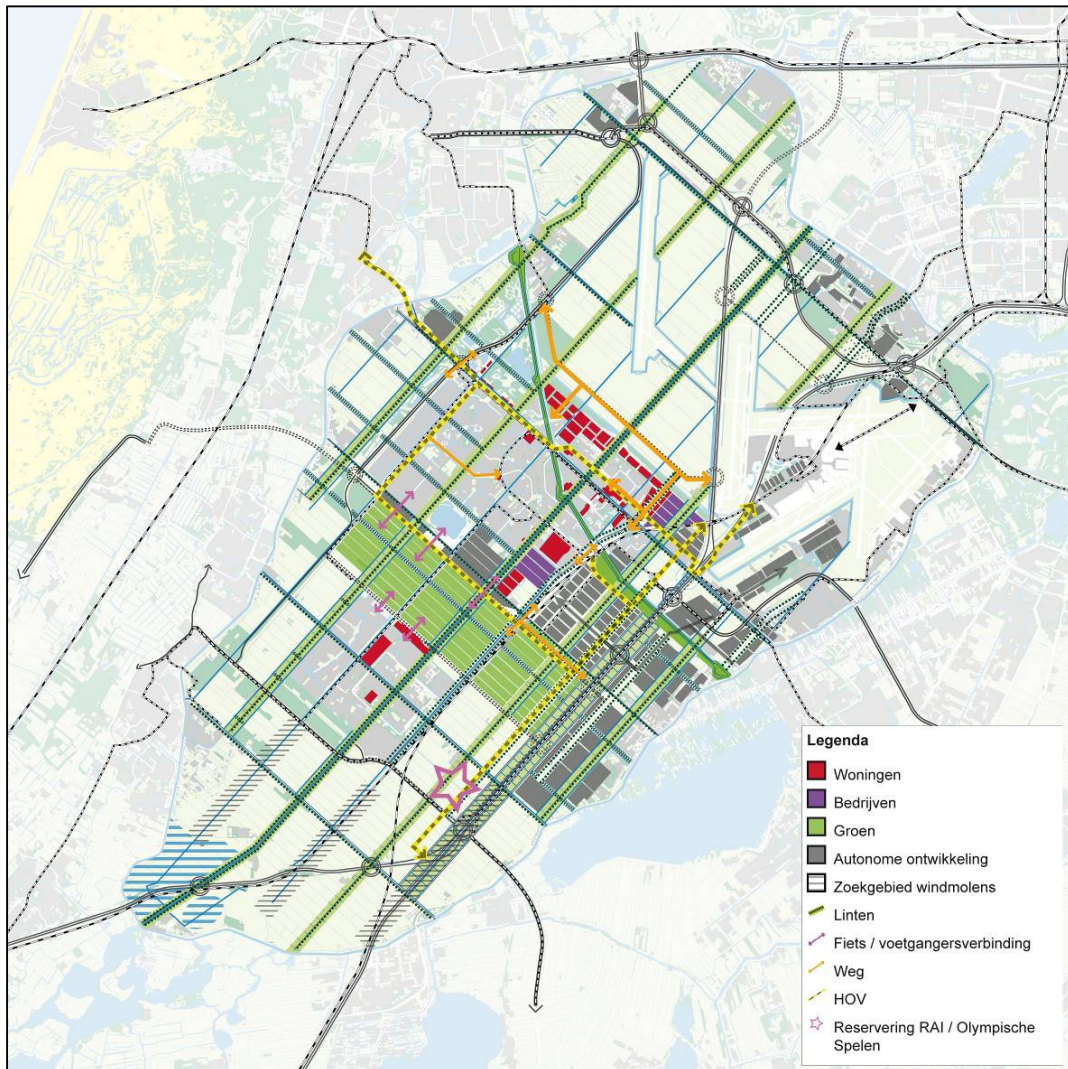 Legenda
Woningen
Bedrijven
Groen
Autonome ontwikkeling
Zoekgebied windmolens
Linten
Fiets / voetgangersverbinding
Weg
HOV
Reservering RAI / Olympische
Spelen